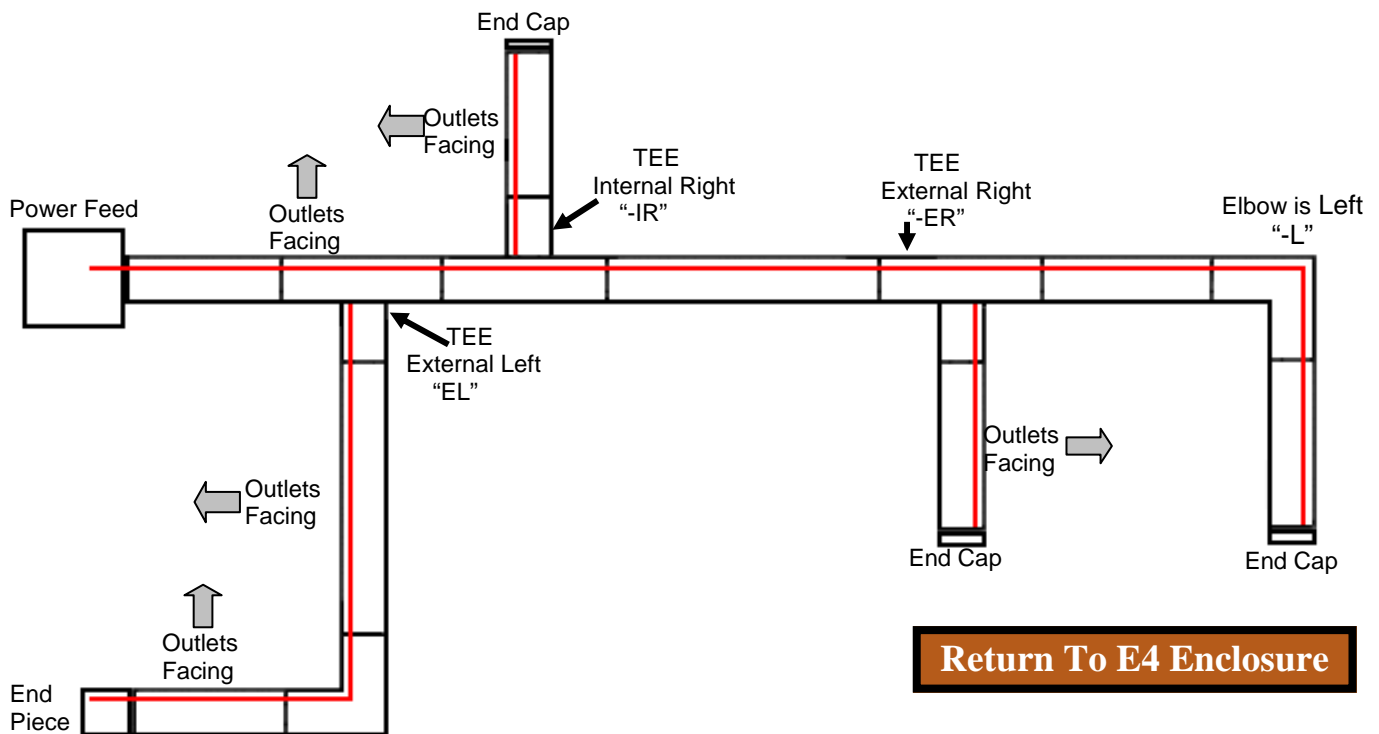 End Cap
Outlets
Facing
TEE
Internal Right
“-IR”
TEE
External Right
“-ER”
Power Feed
Outlets
Facing
Elbow is Left
“-L”
TEE
External Left
“EL”
Outlets
Facing
Outlets
Facing
End Cap
End Cap
Outlets
Facing
Return To E4 Enclosure
End
Piece